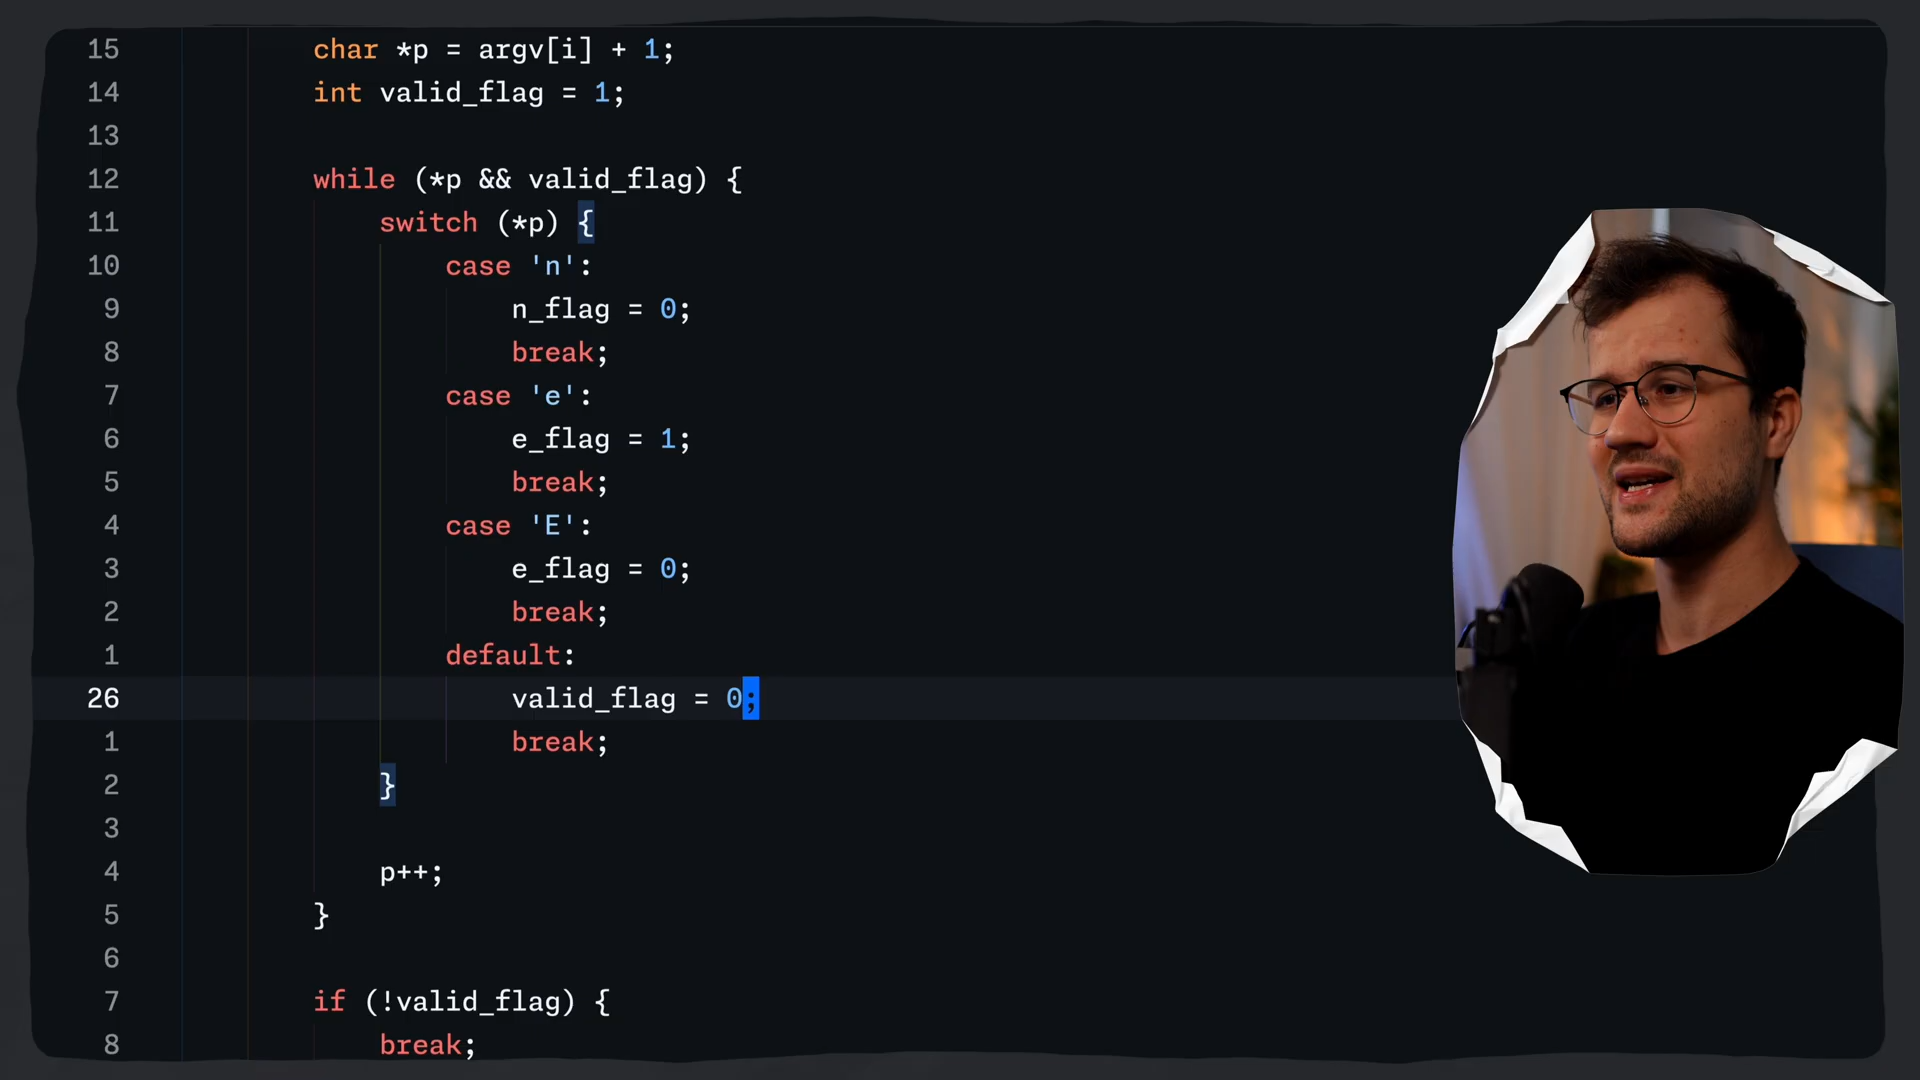 15 char *p = argv[i] + 1;
14 int valid_flag = 1;
13
12 while (*p && valid_flag) {
11 switch (*p) {
10 case 'n':
9 n_flag = 0;
8 break;
7 case 'e':
6 e_flag = 1;
5 break;
4 case 'E':
3 e_flag = 0;
2 break;
1 default:
26 valid_flag = 0;
1 break;
2 }
3
4 p++;
5 }
6
7 if (!valid_flag) {
8 break;